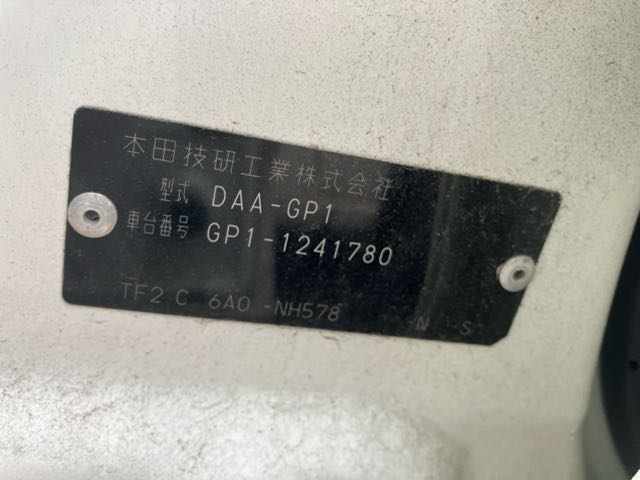 本田技研工業株式会社
型式 DAA-GP1
車台番号 GP1-1241780
TF2 C 6A0 -NH578 -N -S